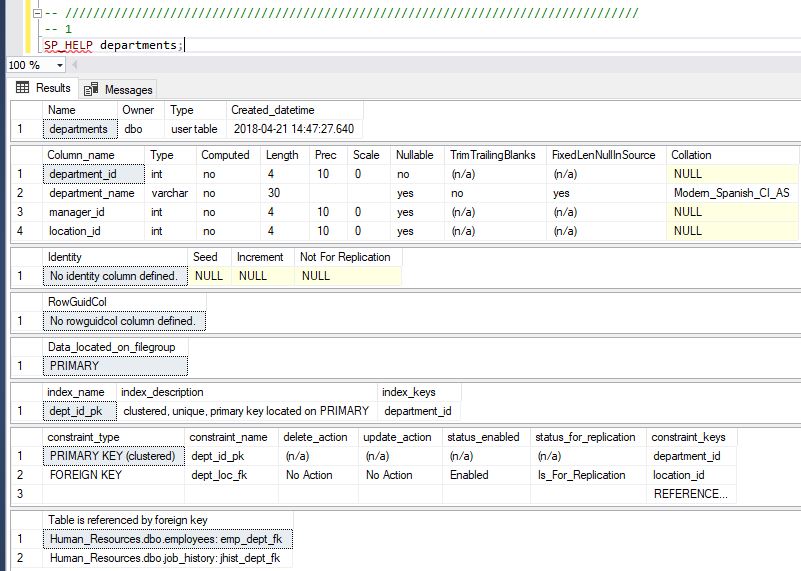 -- ////////////////////////////////////////////////////////////////////////////////
-- 1
SP_HELP departments;
100 %
Results Messages
Name Owner Type Created_datetime
1 departments dbo user table 2018-04-21 14:47:27.640
Column_name Type Computed Length Prec Scale Nullable TrimTrailingBlanks FixedLenNullInSource Collation
1 department_id int no 4 10 0 no (n/a) (n/a) NULL
2 department_name varchar no 30 yes no yes Modern_Spanish_CI_AS
3 manager_id int no 4 10 0 yes (n/a) (n/a) NULL
4 location_id int no 4 10 0 yes (n/a) (n/a) NULL
Identity Seed Increment Not For Replication
1 No identity column defined. NULL NULL NULL
RowGuidCol
1 No rowguidcol column defined.
Data_located_on_filegroup
1 PRIMARY
index_name index_description index_keys
1 dept_id_pk clustered, unique, primary key located on PRIMARY department_id
constraint_type constraint_name delete_action update_action status_enabled status_for_replication constraint_keys
1 PRIMARY KEY (clustered) dept_id_pk (n/a) (n/a) (n/a) (n/a) department_id
2 FOREIGN KEY dept_loc_fk No Action No Action Enabled Is_For_Replication location_id
3 REFERENCE...
Table is referenced by foreign key
1 Human_Resources.dbo.employees: emp_dept_fk
2 Human_Resources.dbo.job_history: jhist_dept_fk